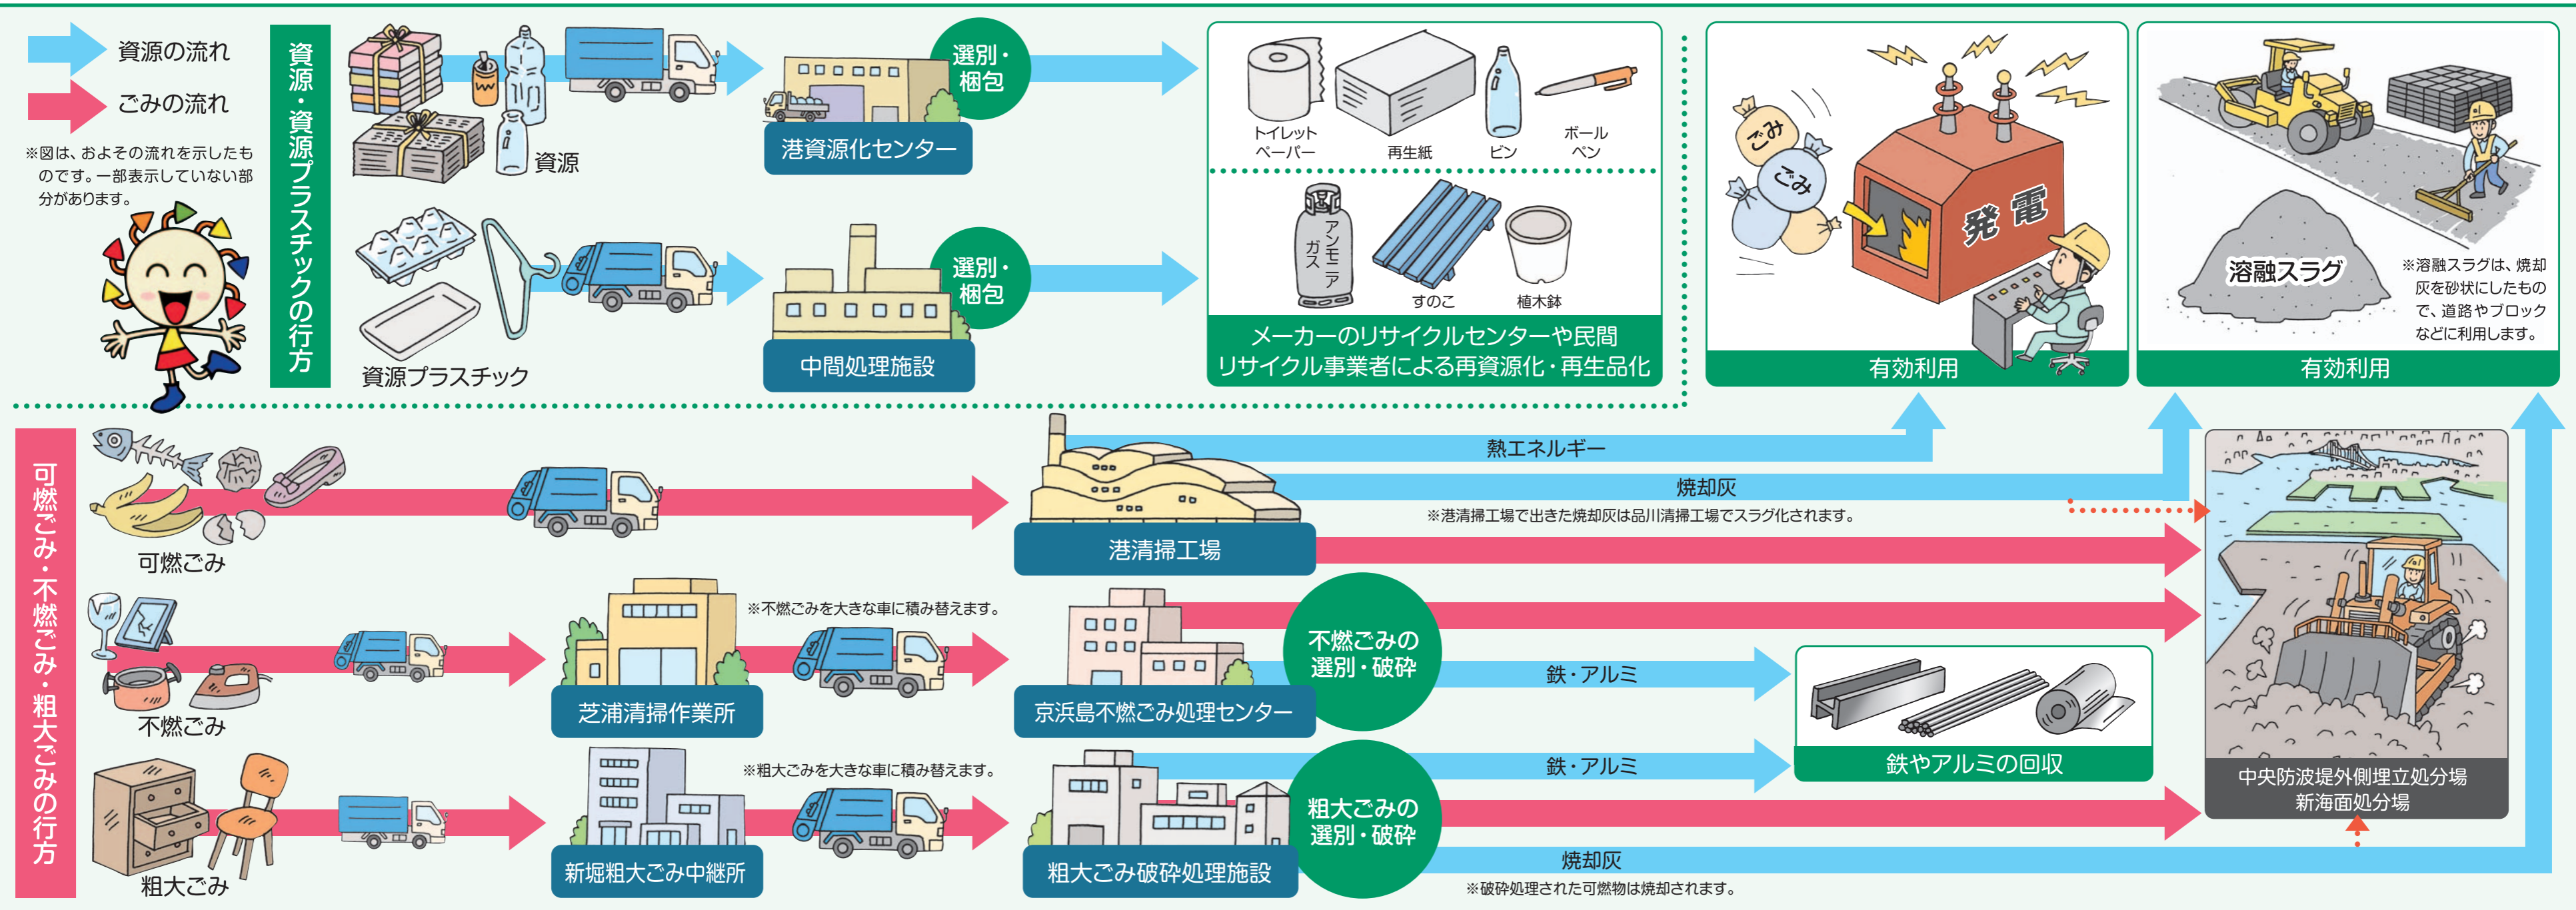 資源の流れ
ごみの流れ
※図は、およその流れを示したも
のです。一部表示していない部
分があります。
資源・資源プラスチックの行方
資源
港資源化センター
選別・
梱包
資源プラスチック
中間処理施設
選別・
梱包
トイレット
ペーパー
再生紙
ビン
ボール
ペン
アンモニア
ガス
すのこ
植木鉢
メーカーのリサイクルセンターや民間
リサイクル事業者による再資源化・再生品化
ごみ
ごみ
発電
有効利用
溶融スラグ
※溶融スラグは、焼却
灰を砂状にしたもの
で、道路やブロック
などに利用します。
有効利用
可燃ごみ・不燃ごみ・粗大ごみの行方
可燃ごみ
港清掃工場
熱エネルギー
焼却灰
※港清掃工場で出きた焼却灰は品川清掃工場でスラグ化されます。
不燃ごみ
芝浦清掃作業所
※不燃ごみを大きな車に積み替えます。
京浜島不燃ごみ処理センター
不燃ごみの
選別・破砕
鉄・アルミ
粗大ごみ
新堀粗大ごみ中継所
※粗大ごみを大きな車に積み替えます。
粗大ごみ破砕処理施設
粗大ごみの
選別・破砕
鉄・アルミ
鉄やアルミの回収
焼却灰
※破砕処理された可燃物は焼却されます。
中央防波堤外側埋立処分場
新海面処分場